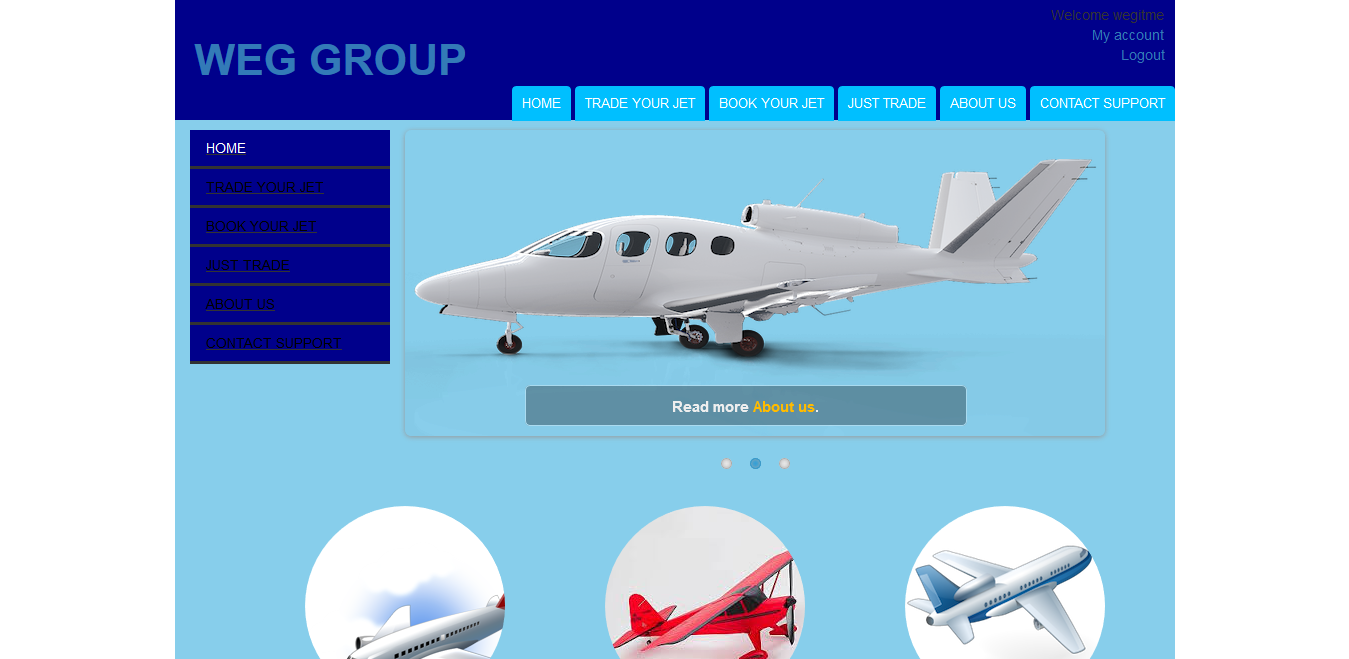 Welcome wegitme
My account
Logout
WEG GROUP
HOME TRADE YOUR JET BOOK YOUR JET JUST TRADE ABOUT US CONTACT SUPPORT
HOME
TRADE YOUR JET
BOOK YOUR JET
JUST TRADE
ABOUT US
CONTACT SUPPORT
Read more About us.